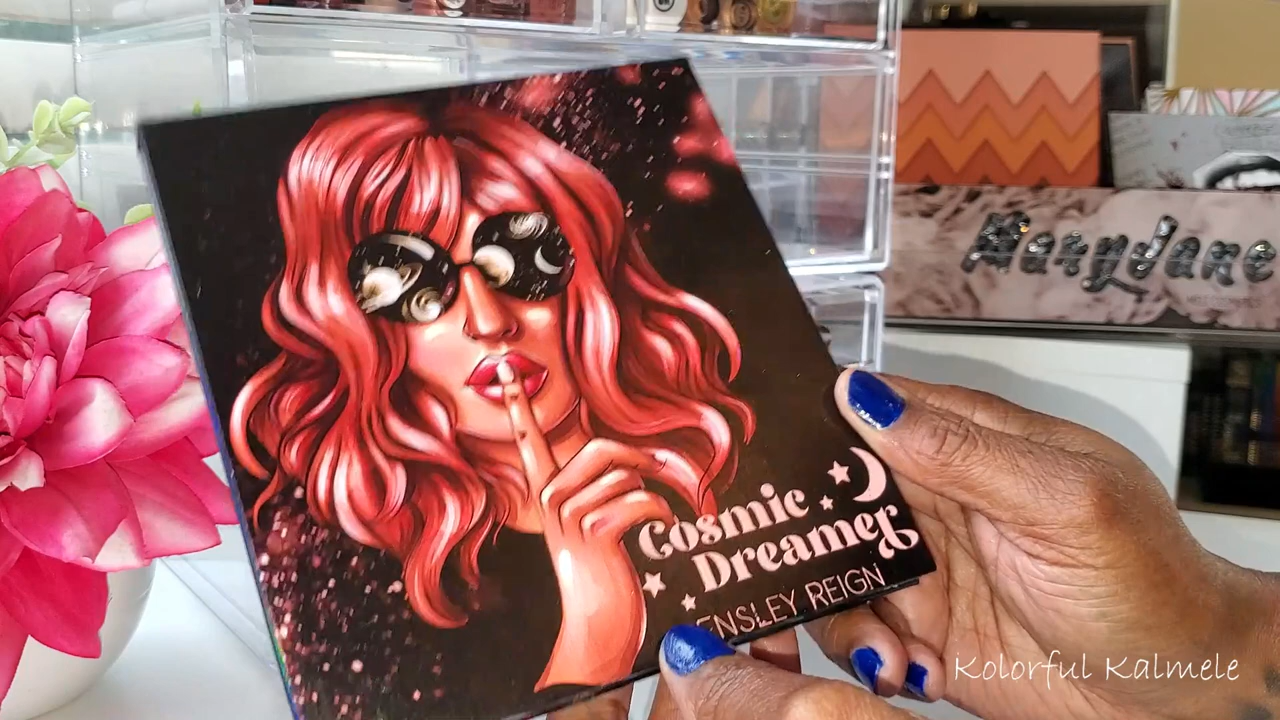 MaryJane
Cosmic
Dreamer
ENSLEY REIGN
Kolorful Kalmele